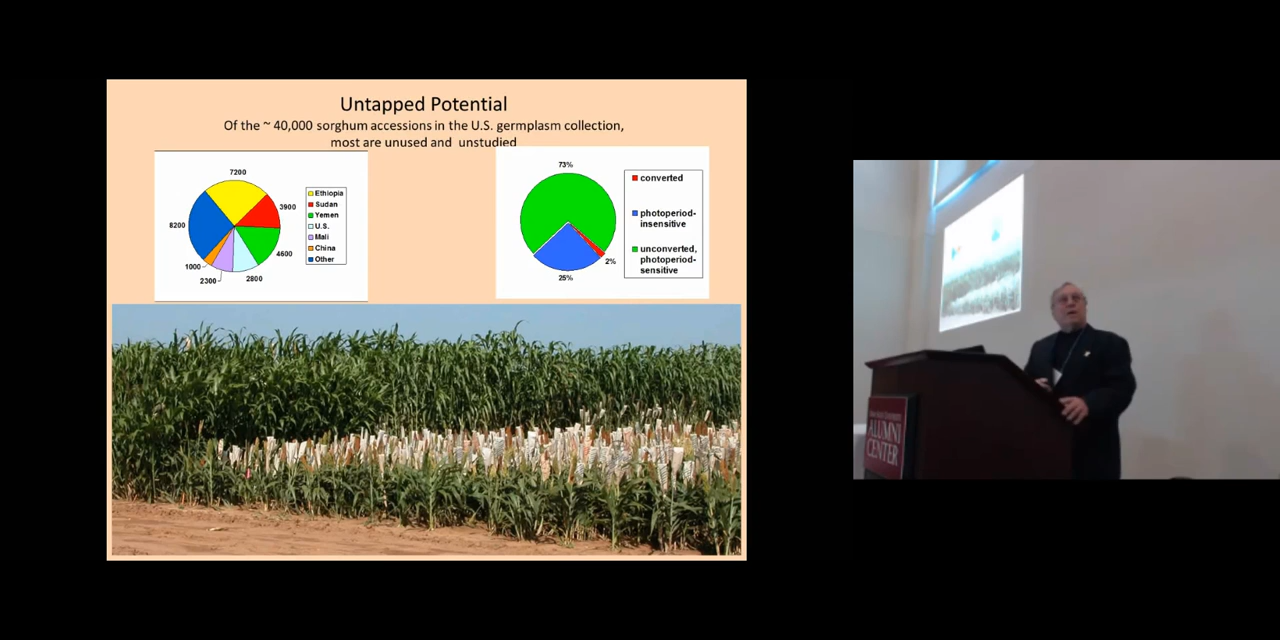 Untapped Potential
Of the ~ 40,000 sorghum accessions in the U.S. germplasm collection,
most are unused and unstudied
7200
3900
4600
2800
2300
1000
8200
Ethiopia
Sudan
Yemen
U.S.
Mali
China
Other
73%
2%
25%
converted
photoperiod-
insensitive
unconverted,
photoperiod-
sensitive
ALUMNI
CENTER